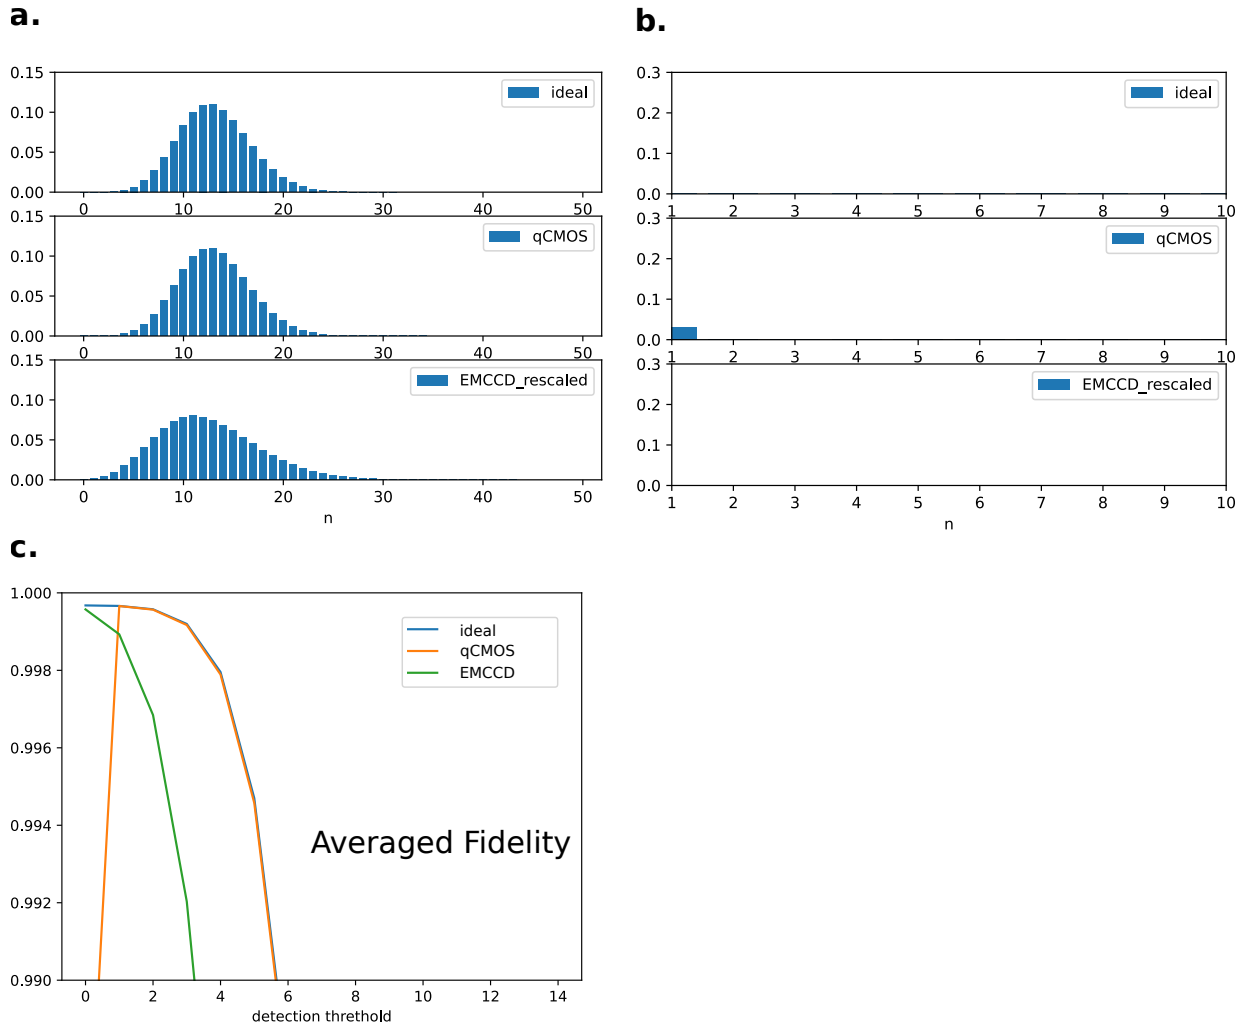 a.
0.15
0.10
0.05
0.00
ideal
0 10 20 30 40 50
0.15
0.10
0.05
0.00
qCMOS
0 10 20 30 40 50
0.15
0.10
0.05
0.00
EMCCD_rescaled
0 10 20 30 40 50
n
b.
0.3
0.2
0.1
0.0
ideal
1 2 3 4 5 6 7 8 9 10
0.3
0.2
0.1
0.0
qCMOS
1 2 3 4 5 6 7 8 9 10
0.3
0.2
0.1
0.0
EMCCD_rescaled
1 2 3 4 5 6 7 8 9 10
n
c.
1.000
0.998
0.996
0.994
0.992
0.990
ideal
qCMOS
EMCCD
Averaged Fidelity
0 2 4 6 8 10 12 14
detection threthold